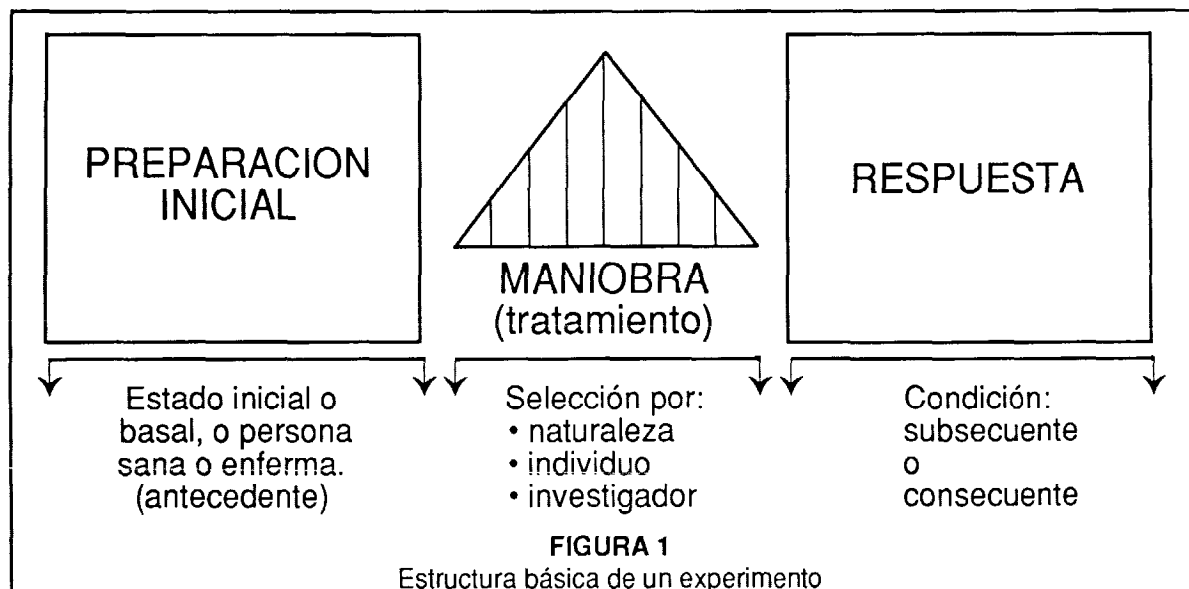 PREPARACION
INICIAL
MANIOBRA
(tratamiento)
RESPUESTA
Estado inicial o
basal, o persona
sana o enferma.
(antecedente)
Selección por:
• naturaleza
• individuo
• investigador
Condición:
subsecuente
o
consecuente
FIGURA 1
Estructura básica de un experimento